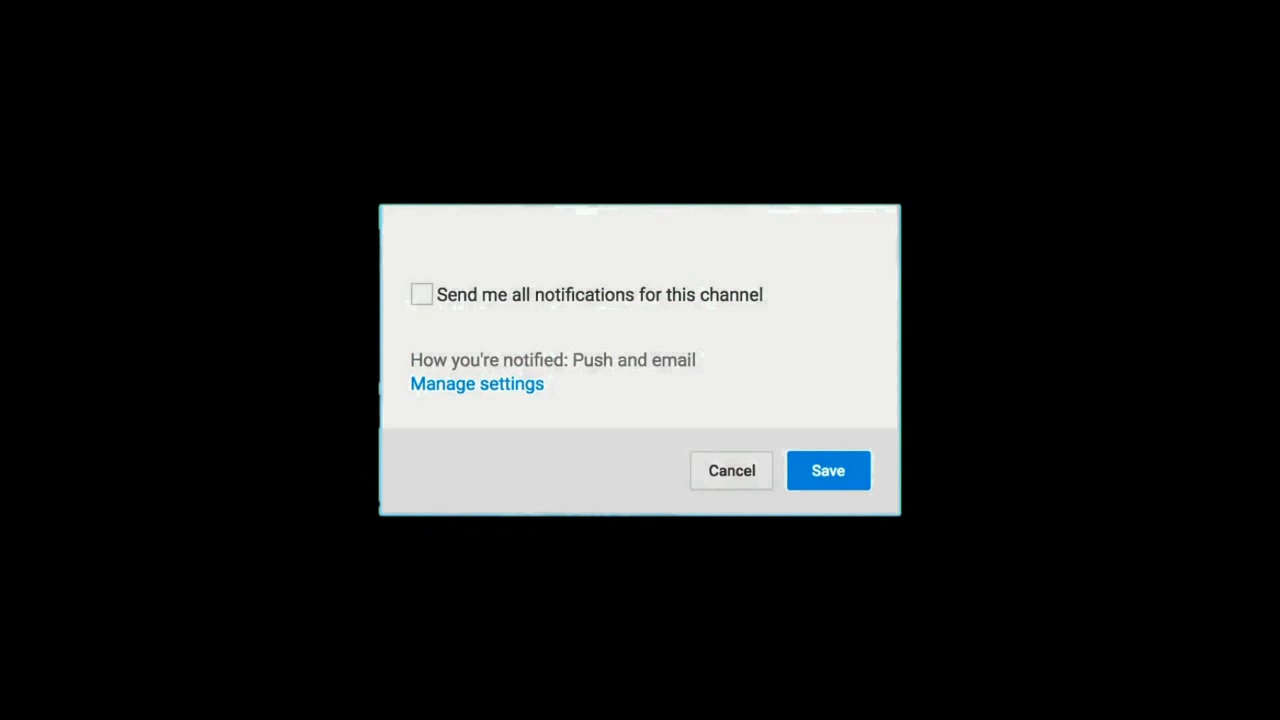 Send me all notifications for this channel
How you're notified: Push and email
Manage settings
Cancel Save